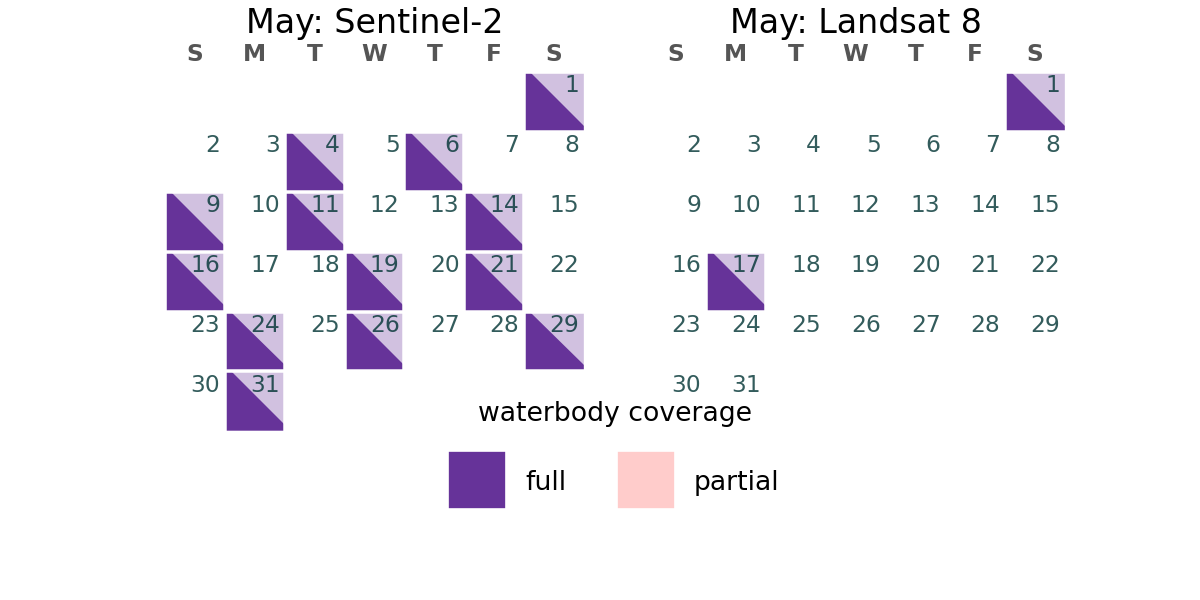 May: Sentinel-2
S M T W T F S
1
2 3 4 5 6 7 8
9 10 11 12 13 14 15
16 17 18 19 20 21 22
23 24 25 26 27 28 29
30 31
May: Landsat 8
S M T W T F S
1
2 3 4 5 6 7 8
9 10 11 12 13 14 15
16 17 18 19 20 21 22
23 24 25 26 27 28 29
30 31
waterbody coverage
full partial